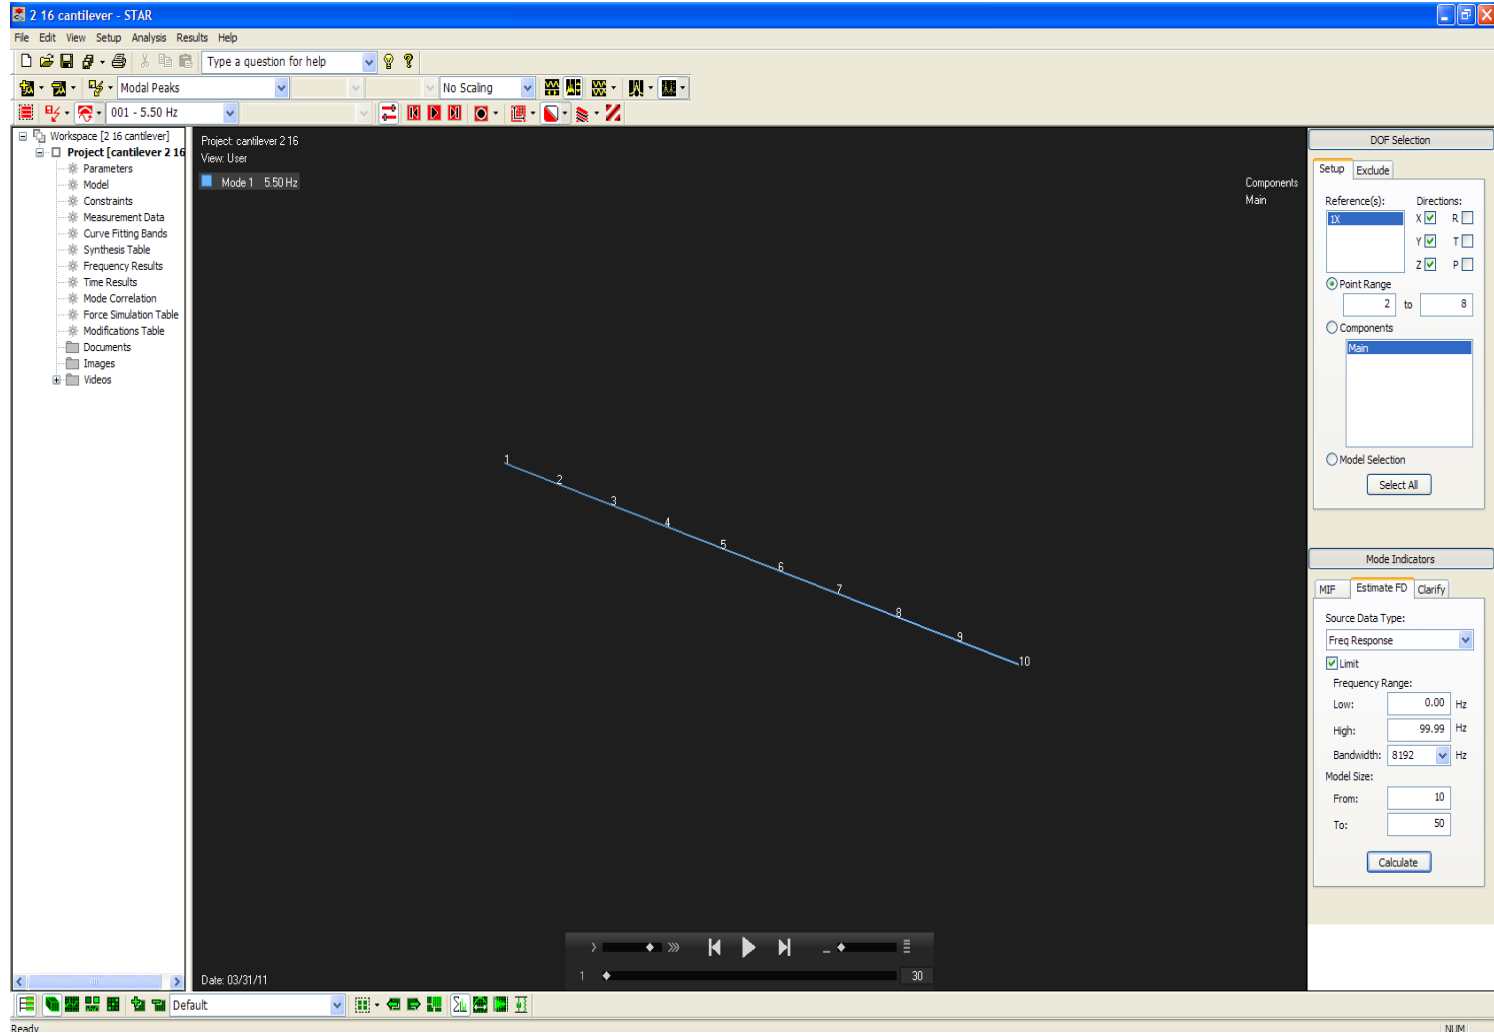 2 16 cantilever - STAR
File Edit View Setup Analysis Results Help
Type a question for help
Modal Peaks
No Scaling
001 - 5.50 Hz
Workspace [2 16 cantilever]
Project [cantilever 2 16
Parameters
Model
Constraints
Measurement Data
Curve Fitting Bands
Synthesis Table
Frequency Results
Time Results
Mode Correlation
Force Simulation Table
Modifications Table
Documents
Images
Videos
Project: cantilever 2 16
View: User
Mode 1 5.50 Hz
Components
Main
1
2
3
4
5
6
7
8
9
10
1
30
Date: 03/31/11
DOF Selection
Setup Exclude
Reference(s): Directions:
1X
X R
Y T
Z P
Point Range
2 to 8
Components
Main
Model Selection
Select All
Mode Indicators
MIF Estimate FD Clarify
Source Data Type:
Freq Response
Limit
Frequency Range:
Low: 0.00 Hz
High: 99.99 Hz
Bandwidth: 8192 Hz
Model Size:
From: 10
To: 50
Calculate
Default
Ready
NUM